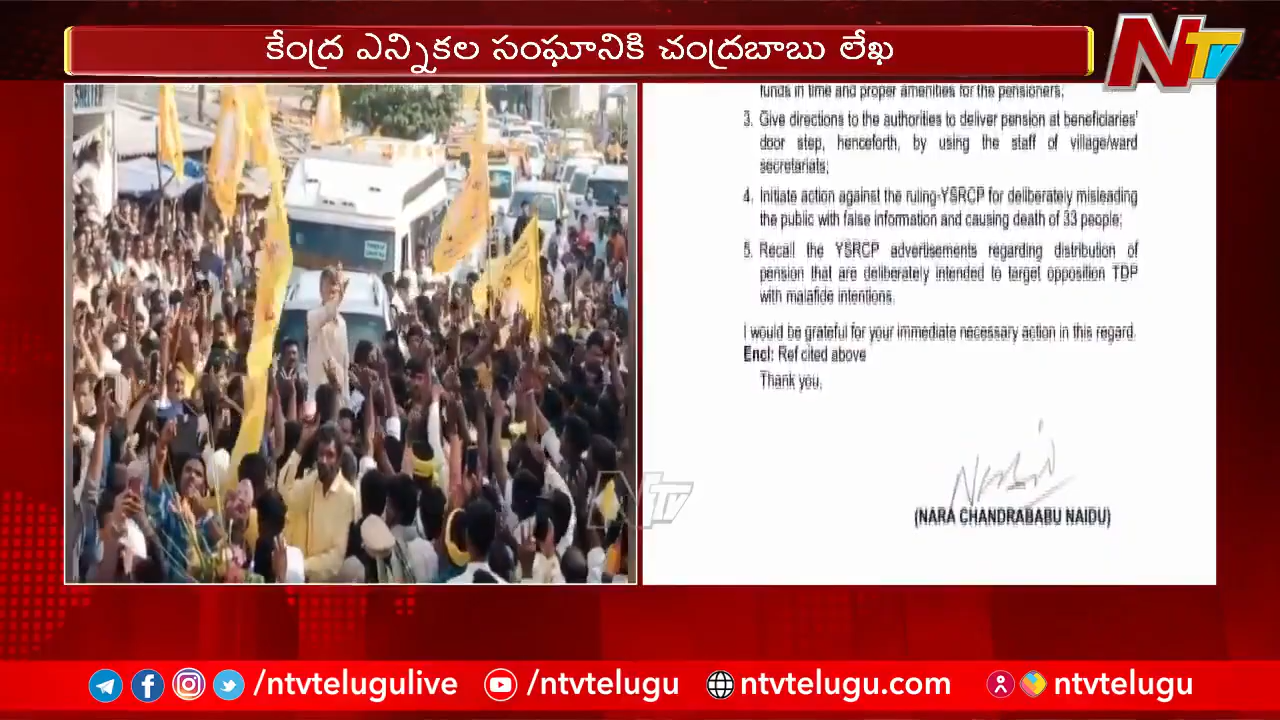 కేంద్ర ఎన్నికల సంఘానికి చంద్రబాబు లేఖ
NTV
SHELTER
funds in time and proper amenities for the pensioners;
3. Give directions to the authorities to deliver pension at beneficiaries'
door step, henceforth, by using the staff of village/ward
secretariats;
4. Initiate action against the ruling-YSRCP for deliberately misleading
the public with false information and causing death of 33 people;
5. Recall the YSRCP advertisements regarding distribution of
pension that are deliberately intended to target opposition TDP
with malafide intentions.
I would be grateful for your immediate necessary action in this regard.
Encl: Ref cited above
Thank you,
(NARA CHANDRABABU NAIDU)
NTV
/ntvtelugulive
/ntvtelugu
ntvtelugu.com
ntvtelugu